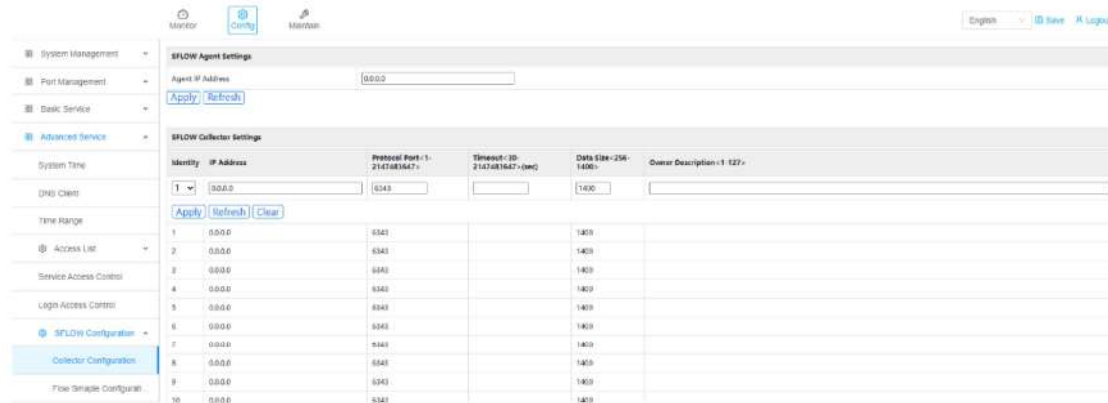 Monitor Config Maintain English Save Logou
System Management
Port Management
Basic Service
Advanced Service
System Time
DNS Client
Time Range
Access List
Service Access Control
Login Access Control
SFLOW Configuration
Collector Configuration
Flow Smaple Configurati...
SFLOW Agent Settings
Agent IP Address 0.0.0.0
Apply Refresh
SFLOW Collector Settings
Identity IP Address Protocol Port<1-2147483647> Timeout<30-2147483647>(sec) Data Size<256-1400> Owner Description<1-127>
1 0.0.0.0 6343 1400
Apply Refresh Clear
1 0.0.0.0 6343 1400
2 0.0.0.0 6343 1400
3 0.0.0.0 6343 1400
4 0.0.0.0 6343 1400
5 0.0.0.0 6343 1400
6 0.0.0.0 6343 1400
7 0.0.0.0 6343 1400
8 0.0.0.0 6343 1400
9 0.0.0.0 6343 1400
10 0.0.0.0 6343 1400